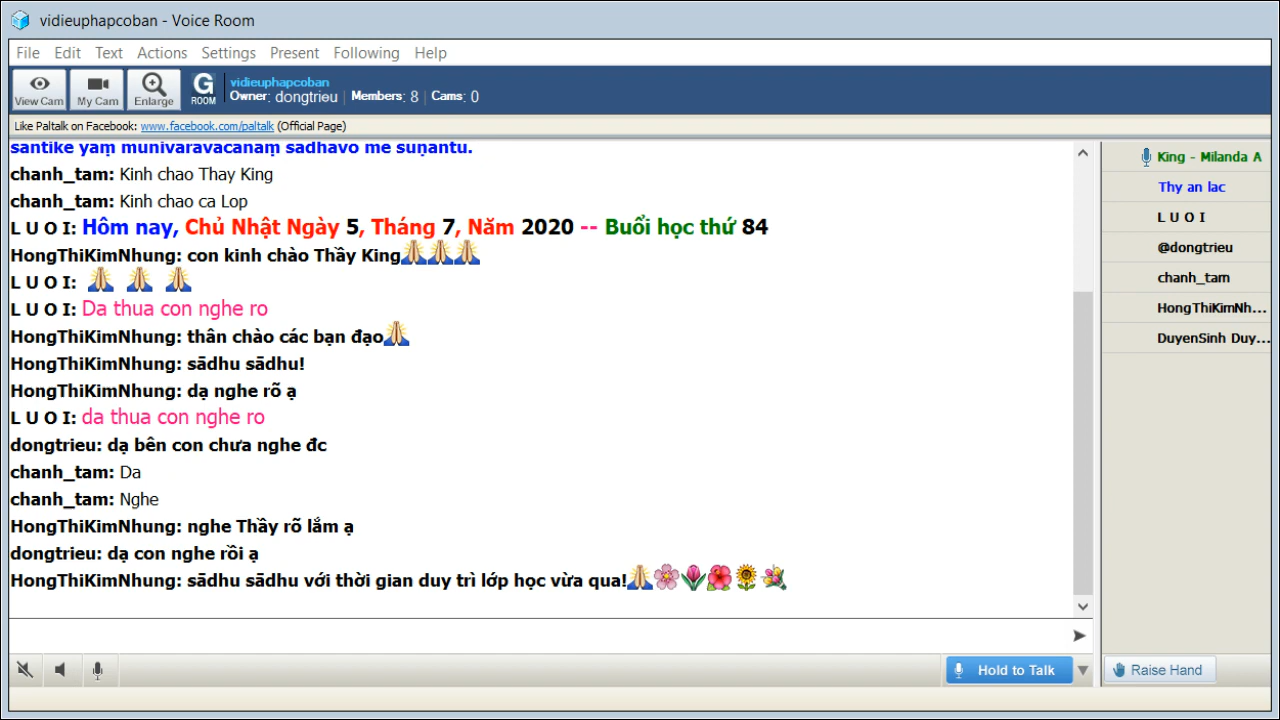 vidieuphapcoban - Voice Room
File Edit Text Actions Settings Present Following Help
View Cam
My Cam
Enlarge
G ROOM
vidieuphapcoban
Owner: dongtrieu | Members: 8 | Cams: 0
Like Paltalk on Facebook: www.facebook.com/paltalk (Official Page)
santike yaṃ munivaravacanaṃ sādhavo me suṇantu.
chanh_tam: Kinh chao Thay King
chanh_tam: Kinh chao ca Lop
L U O I: Hôm nay, Chủ Nhật Ngày 5, Tháng 7, Năm 2020 -- Buổi học thứ 84
HongThiKimNhung: con kinh chào Thầy King🙏🙏🙏
L U O I: 🙏 🙏 🙏
L U O I: Da thua con nghe ro
HongThiKimNhung: thân chào các bạn đạo🙏
HongThiKimNhung: sādhu sādhu!
HongThiKimNhung: dạ nghe rõ ạ
L U O I: da thua con nghe ro
dongtrieu: dạ bên con chưa nghe đc
chanh_tam: Da
chanh_tam: Nghe
HongThiKimNhung: nghe Thầy rõ lắm ạ
dongtrieu: dạ con nghe rồi ạ
HongThiKimNhung: sādhu sādhu với thời gian duy trì lớp học vừa qua!🙏🌸🌷🌺🌻💐
King - Milanda A
Thy an lac
L U O I
@dongtrieu
chanh_tam
HongThiKimNh...
DuyenSinh Duy...
Hold to Talk
Raise Hand